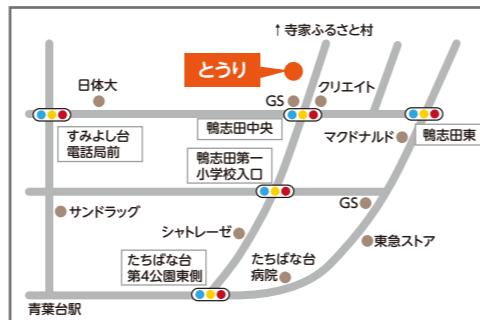 ↑寺家ふるさと村
とうり
日体大
GS
クリエイト
すみよし台
電話局前
鴨志田中央
マクドナルド
鴨志田東
鴨志田第一
小学校入口
サンドラッグ
GS
シャトレーゼ
東急ストア
たちばな台
第4公園東側
たちばな台
病院
青葉台駅